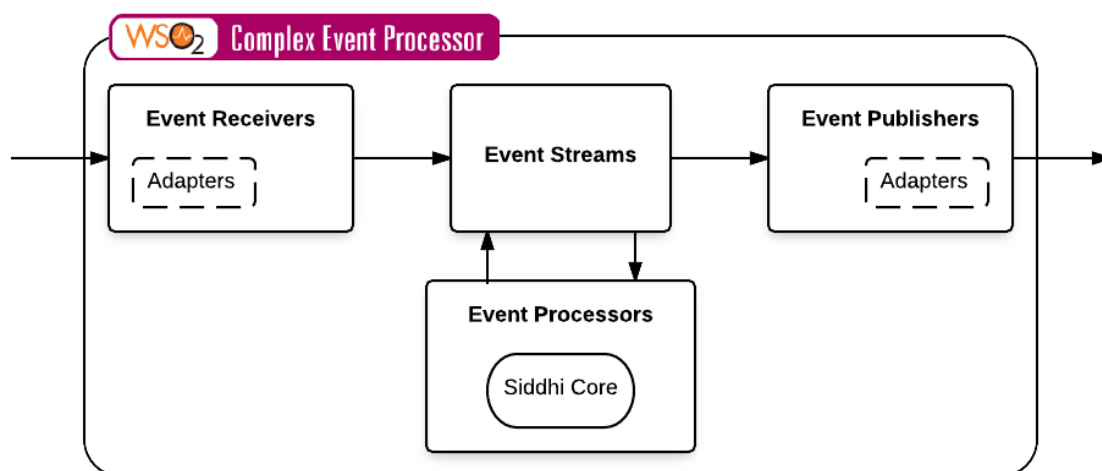 WSO2 Complex Event Processor
Event Receivers
Adapters
Event Streams
Event Publishers
Adapters
Event Processors
Siddhi Core